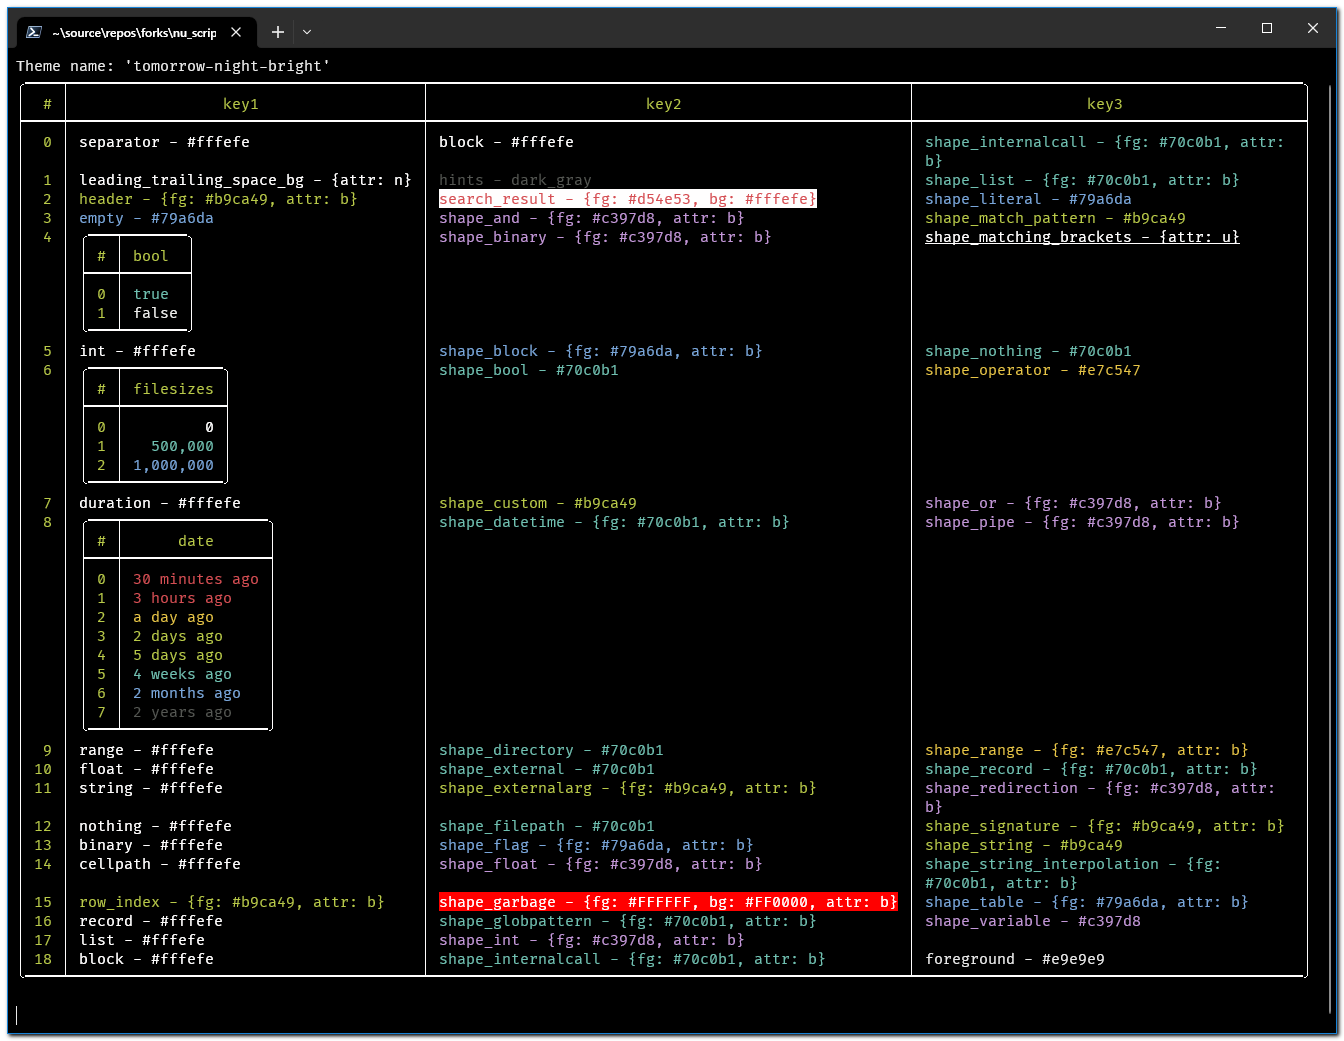 ~\source\repos\forks\nu_scrip
Theme name: 'tomorrow-night-bright'
# key1 key2 key3
0 separator - #fffefe block - #fffefe shape_internalcall - {fg: #70c0b1, attr:
b}
1 leading_trailing_space_bg - {attr: n} hints - dark_gray shape_list - {fg: #70c0b1, attr: b}
2 header - {fg: #b9ca49, attr: b} search_result - {fg: #d54e53, bg: #fffefe} shape_literal - #79a6da
3 empty - #79a6da shape_and - {fg: #c397d8, attr: b} shape_match_pattern - #b9ca49
4 shape_binary - {fg: #c397d8, attr: b} shape_matching_brackets - {attr: u}
# bool
0 true
1 false
5 int - #fffefe shape_block - {fg: #79a6da, attr: b} shape_nothing - #70c0b1
6 shape_bool - #70c0b1 shape_operator - #e7c547
# filesizes
0 0
1 500,000
2 1,000,000
7 duration - #fffefe shape_custom - #b9ca49 shape_or - {fg: #c397d8, attr: b}
8 shape_datetime - {fg: #70c0b1, attr: b} shape_pipe - {fg: #c397d8, attr: b}
# date
0 30 minutes ago
1 3 hours ago
2 a day ago
3 2 days ago
4 5 days ago
5 4 weeks ago
6 2 months ago
7 2 years ago
9 range - #fffefe shape_directory - #70c0b1 shape_range - {fg: #e7c547, attr: b}
10 float - #fffefe shape_external - #70c0b1 shape_record - {fg: #70c0b1, attr: b}
11 string - #fffefe shape_externalarg - {fg: #b9ca49, attr: b} shape_redirection - {fg: #c397d8, attr:
b}
12 nothing - #fffefe shape_filepath - #70c0b1 shape_signature - {fg: #b9ca49, attr: b}
13 binary - #fffefe shape_flag - {fg: #79a6da, attr: b} shape_string - #b9ca49
14 cellpath - #fffefe shape_float - {fg: #c397d8, attr: b} shape_string_interpolation - {fg:
#70c0b1, attr: b}
15 row_index - {fg: #b9ca49, attr: b} shape_garbage - {fg: #FFFFFF, bg: #FF0000, attr: b} shape_table - {fg: #79a6da, attr: b}
16 record - #fffefe shape_globpattern - {fg: #70c0b1, attr: b} shape_variable - #c397d8
17 list - #fffefe shape_int - {fg: #c397d8, attr: b}
18 block - #fffefe shape_internalcall - {fg: #70c0b1, attr: b} foreground - #e9e9e9